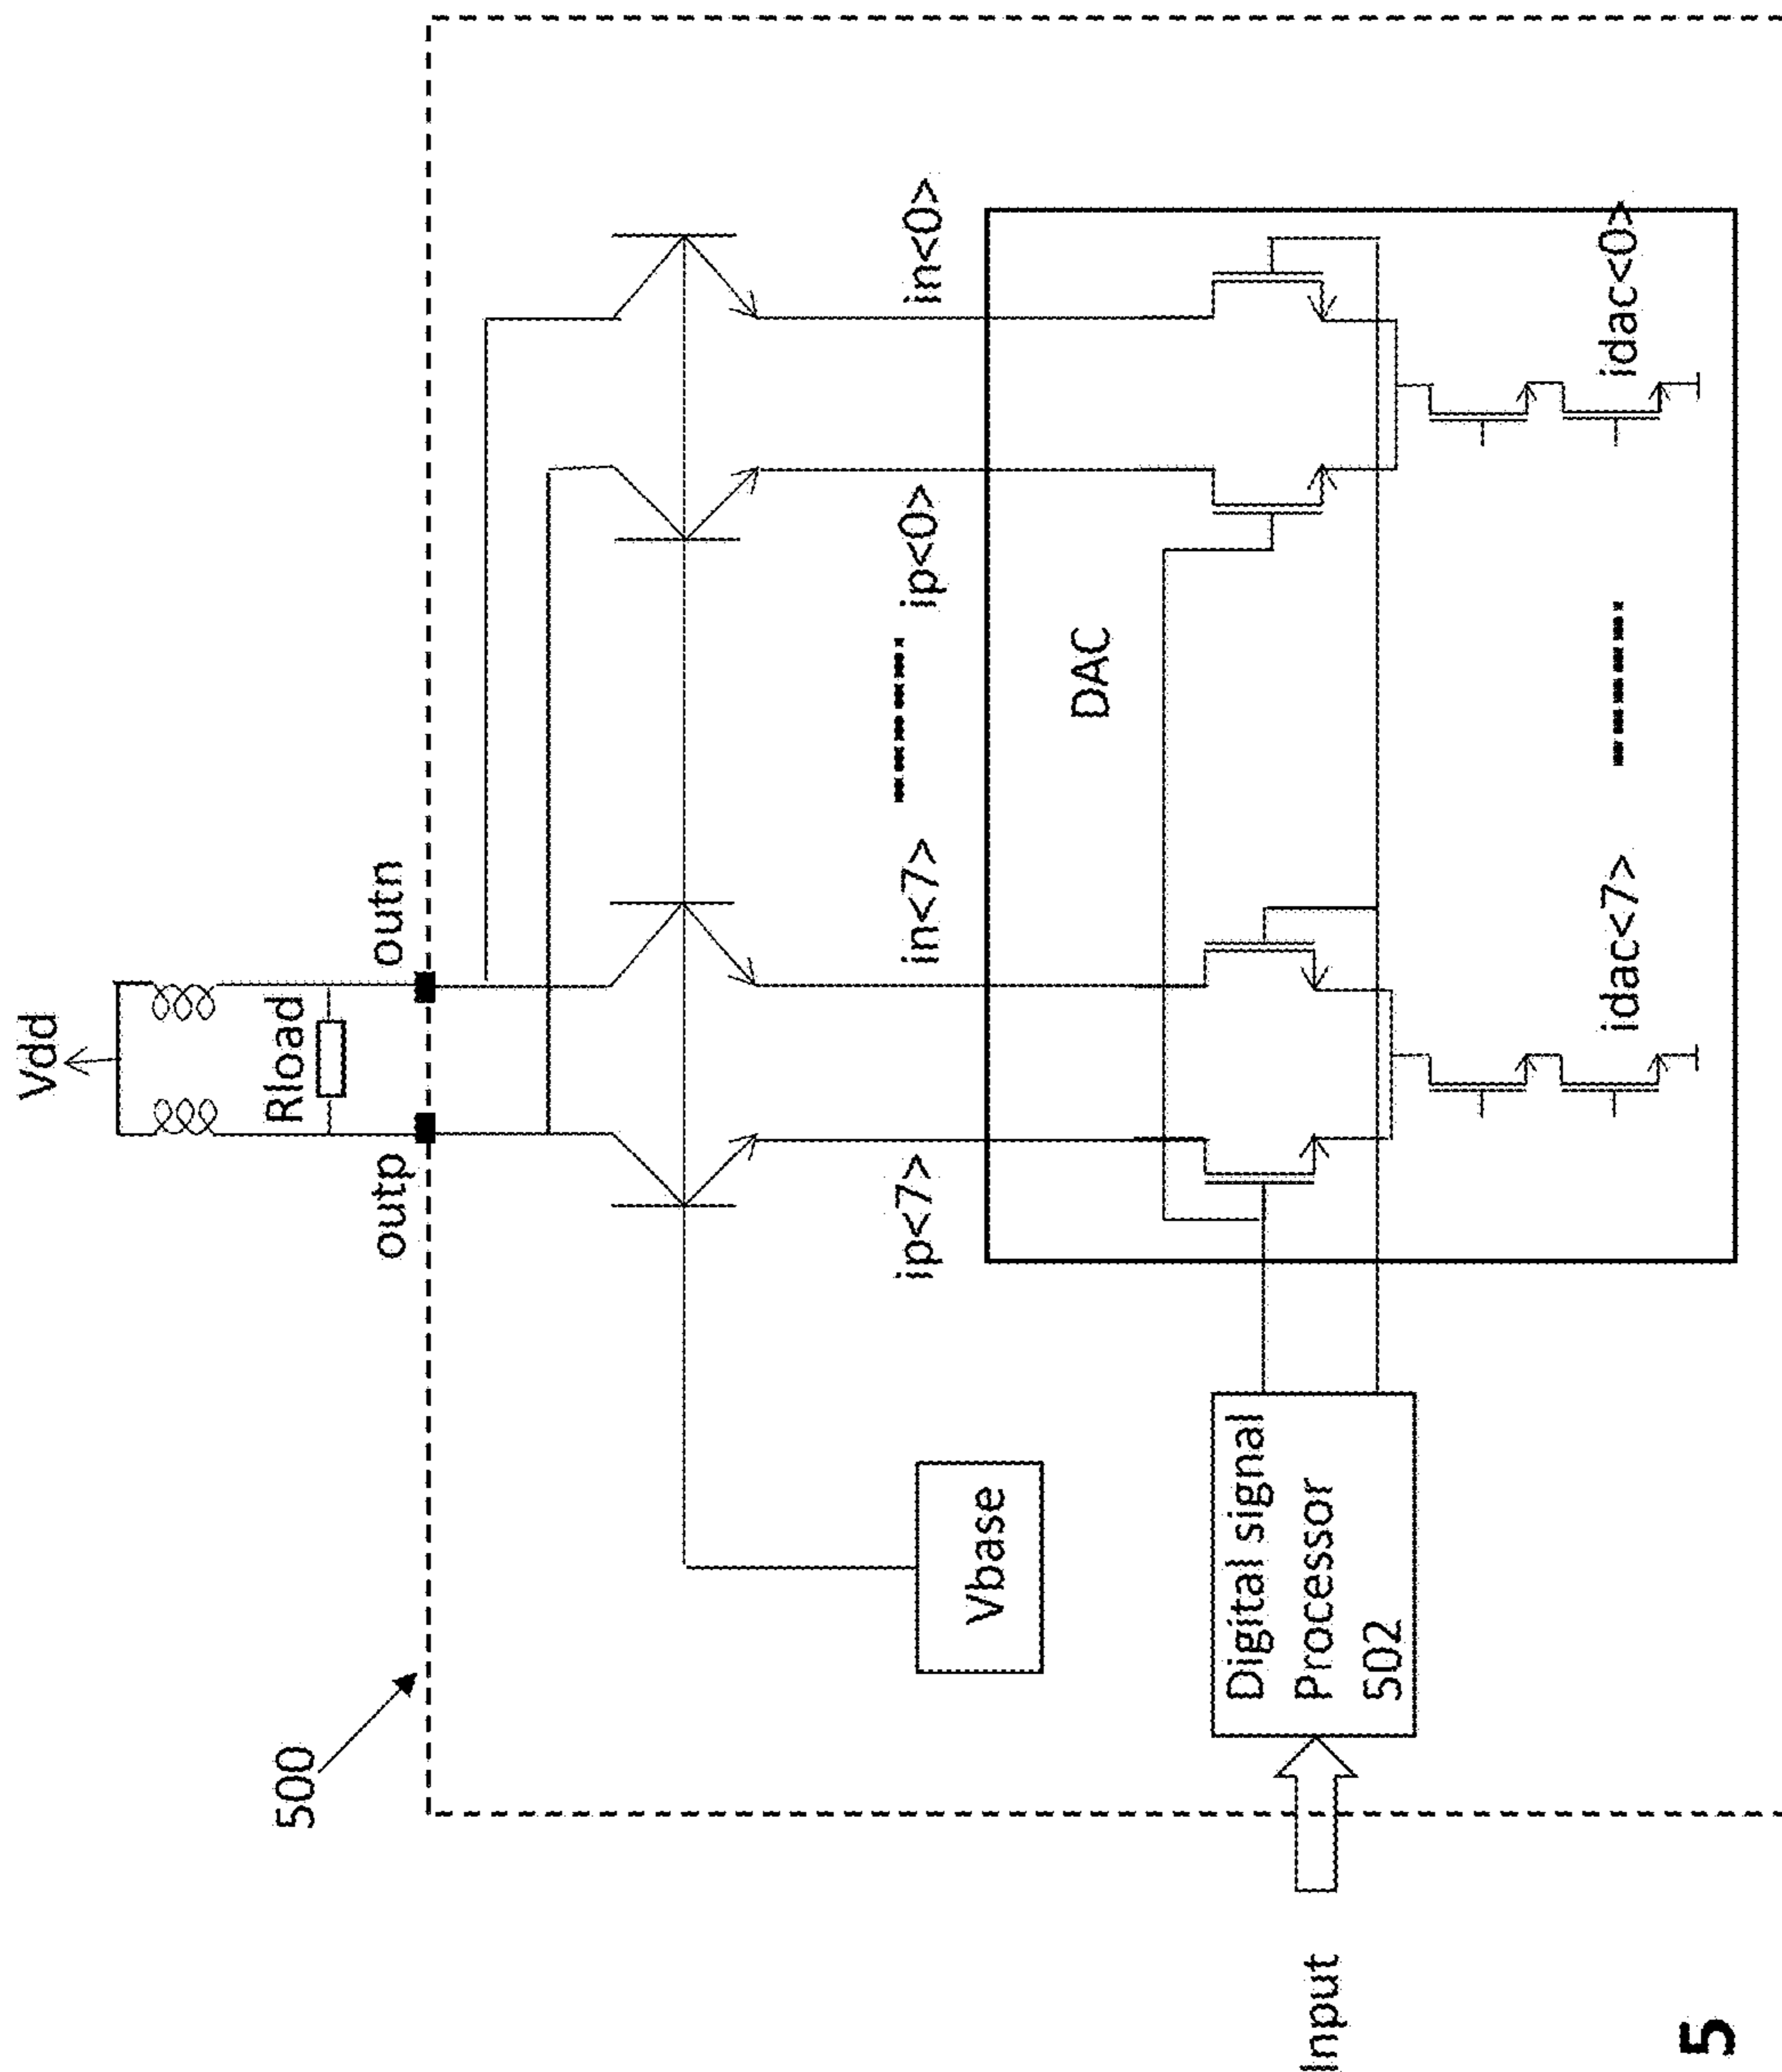 Vdd
Rload
outp
outn
500
ip<7>
in<7>
ip<0>
in<0>
Vbase
DAC
Digital signal
Processor
502
Input
idac<7>
idac<0>
5